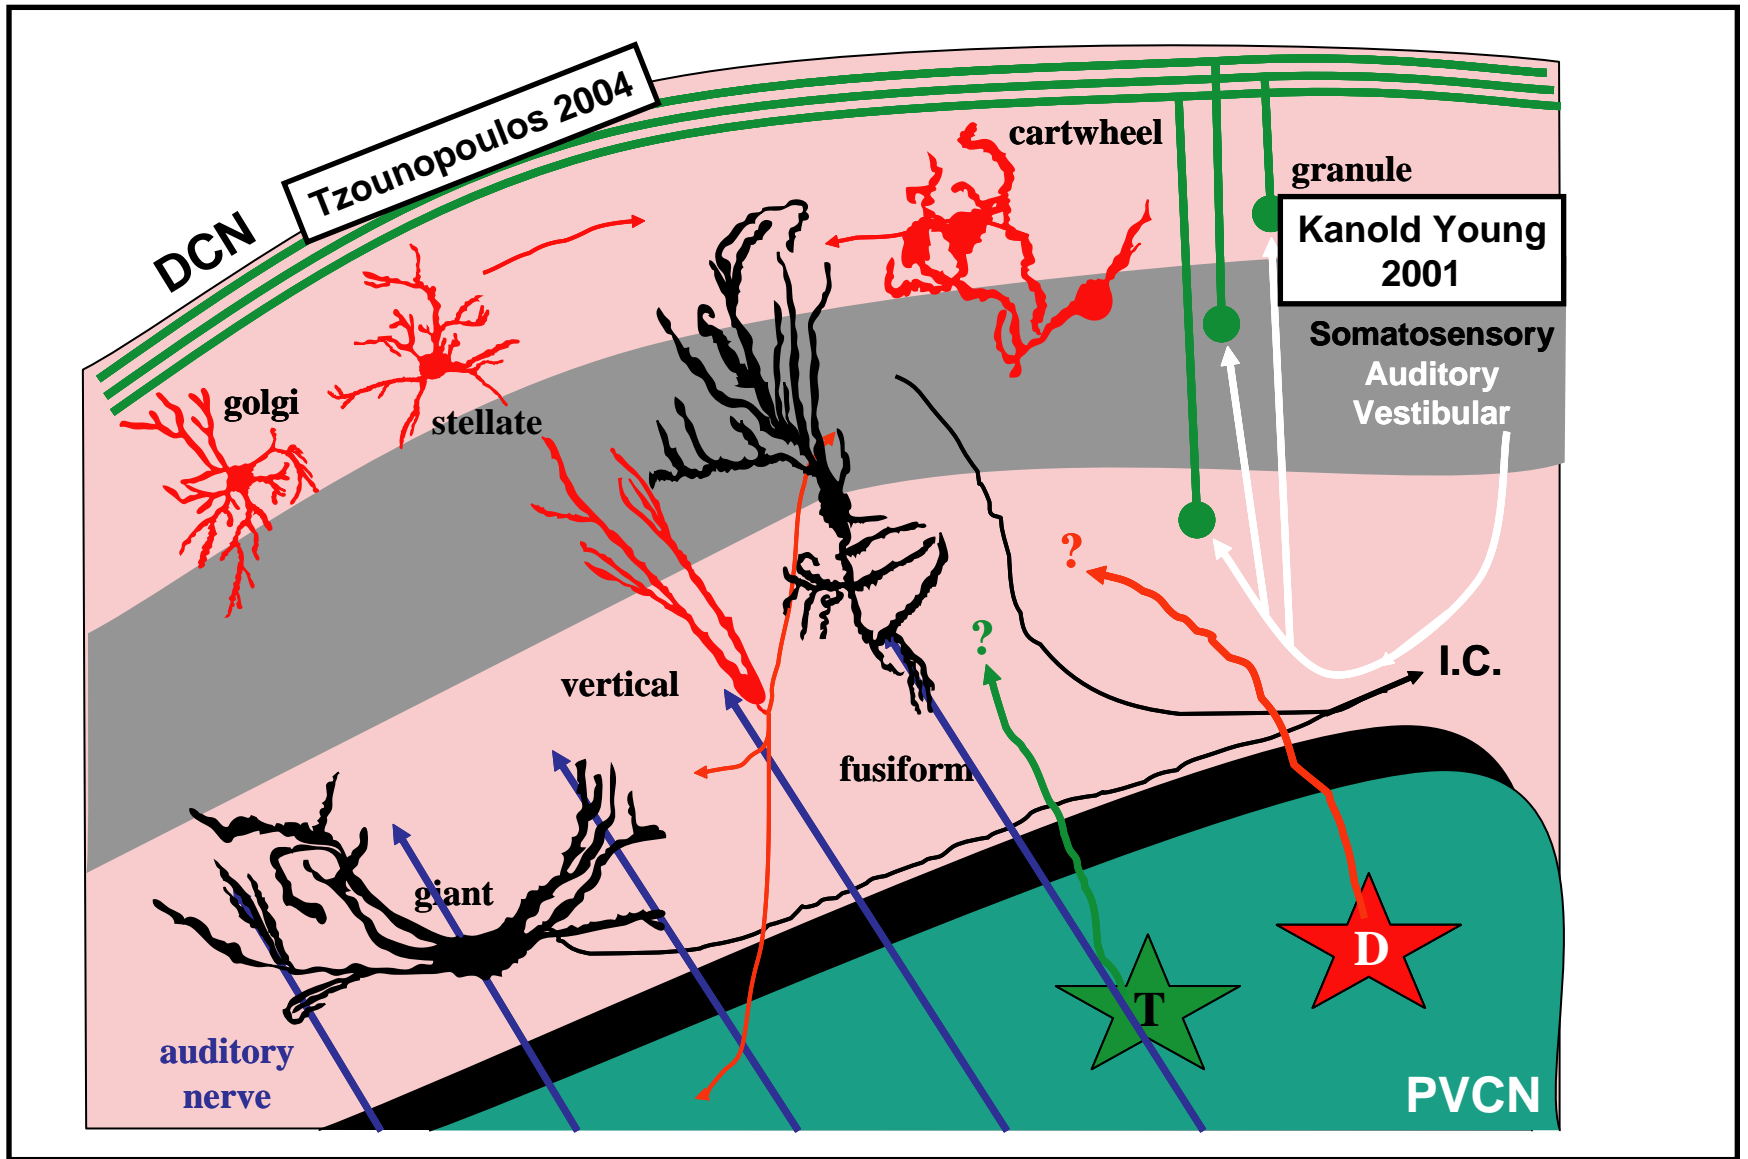 Tzounopoulos 2004
DCN
cartwheel
granule
Kanold Young
2001
Somatosensory
Auditory
Vestibular
golgi
stellate
?
?
vertical
I.C.
fusiform
giant
D
T
auditory
nerve
PVCN